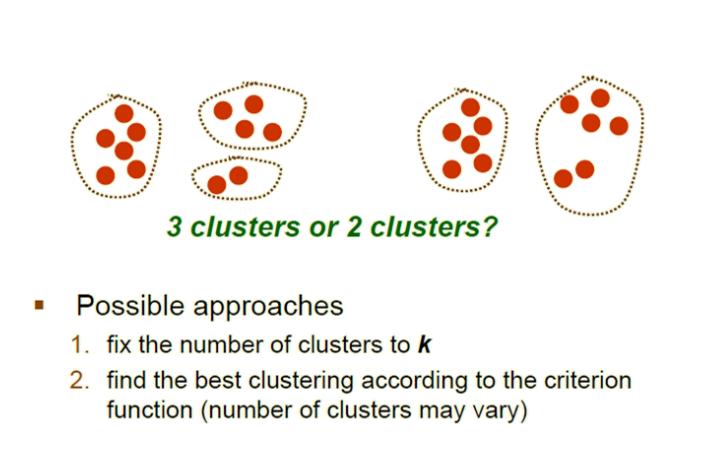 3 clusters or 2 clusters?
▪ Possible approaches
1. fix the number of clusters to k
2. find the best clustering according to the criterion
function (number of clusters may vary)